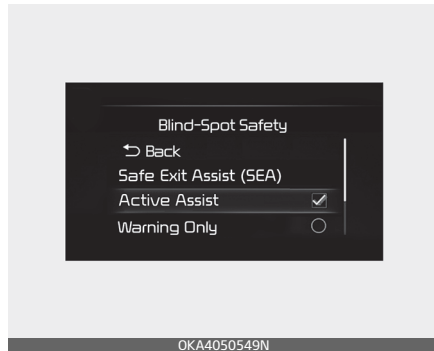 Blind-Spot Safety
Back
Safe Exit Assist (SEA)
Active Assist
Warning Only
OKA4050549N